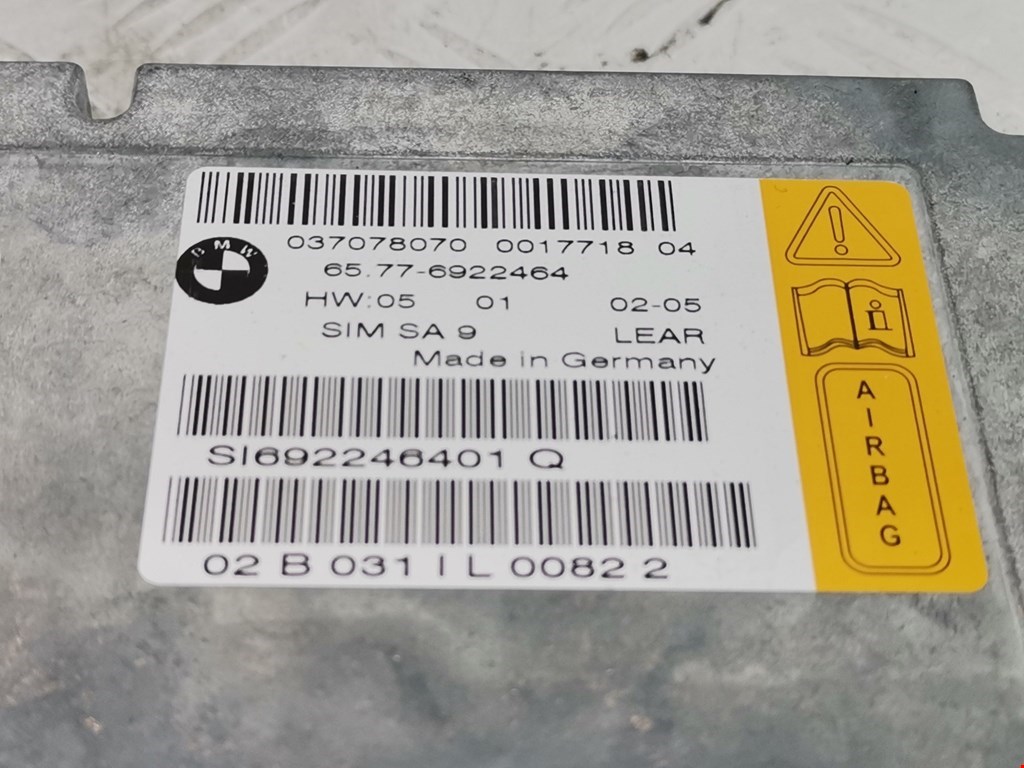 037078070 0017718 04
BMW
65.77-6922464
HW:05 01 02-05
SIM SA 9 LEAR
Made in Germany
SI692246401 Q
02 B 031 I L 0082 2
i
AIRBAG